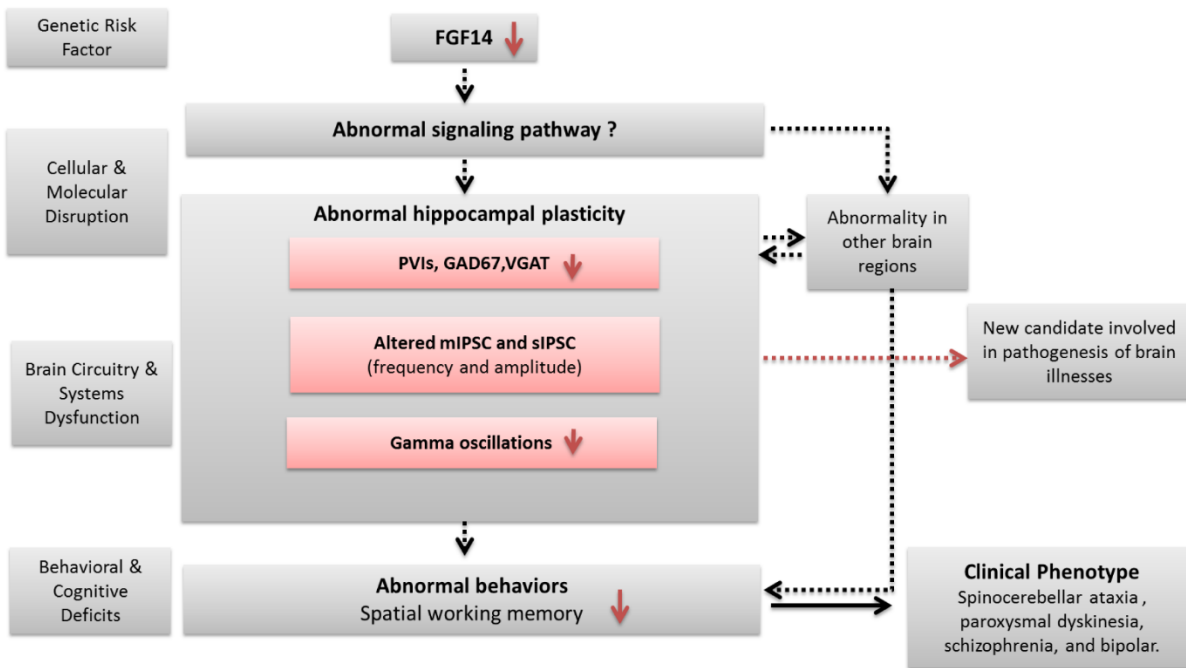 Genetic Risk
Factor
FGF14
Abnormal signaling pathway ?
Cellular &
Molecular
Disruption
Abnormal hippocampal plasticity
PVIs, GAD67,VGAT
Abnormality in
other brain
regions
Altered mIPSC and sIPSC
(frequency and amplitude)
New candidate involved
in pathogenesis of brain
illnesses
Brain Circuitry &
Systems
Dysfunction
Gamma oscillations
Behavioral &
Cognitive
Deficits
Abnormal behaviors
Spatial working memory
Clinical Phenotype
Spinocerebellar ataxia ,
paroxysmal dyskinesia,
schizophrenia, and bipolar.